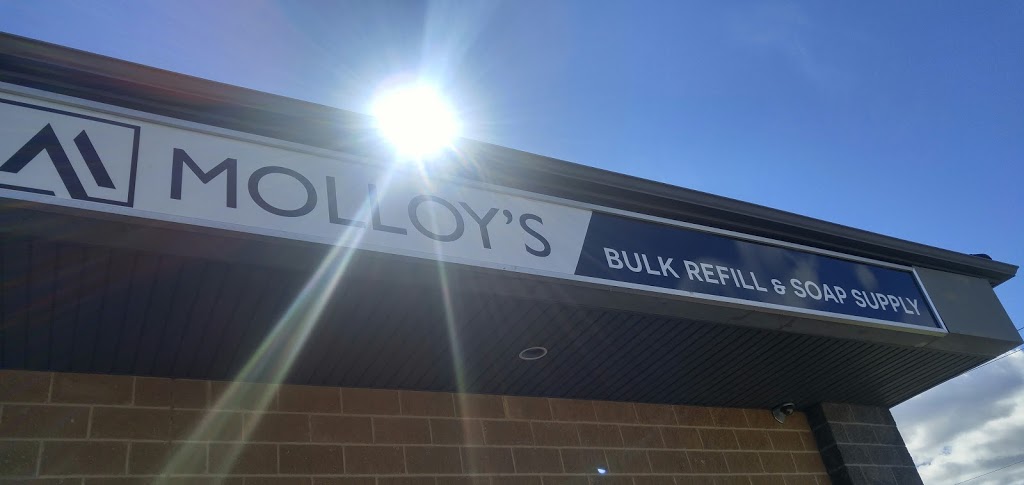 MOLLOY'S
BULK REFILL & SOAP SUPPLY